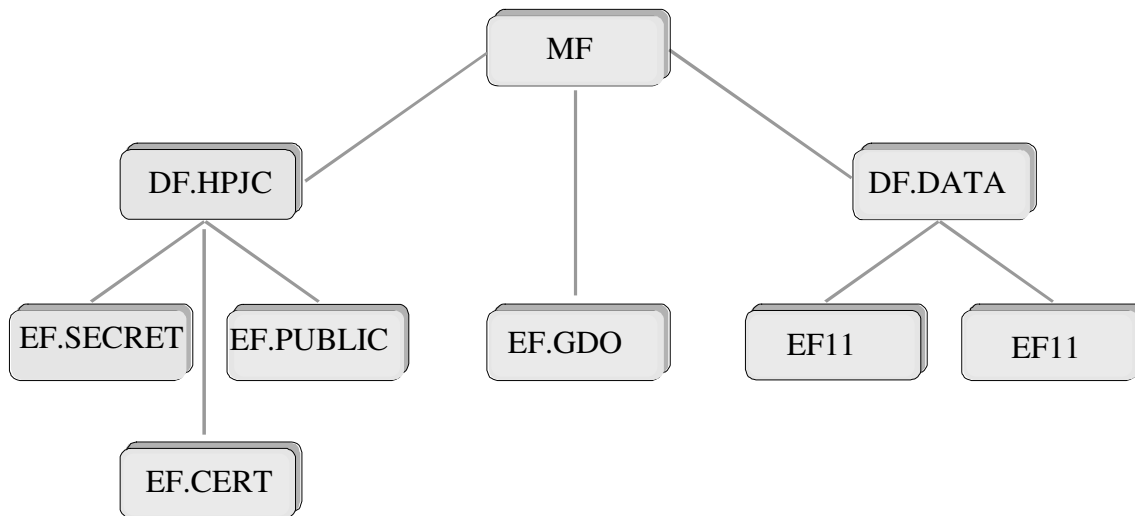 MF
DF.HPJC
DF.DATA
EF.SECRET
EF.PUBLIC
EF.GDO
EF11
EF11
EF.CERT